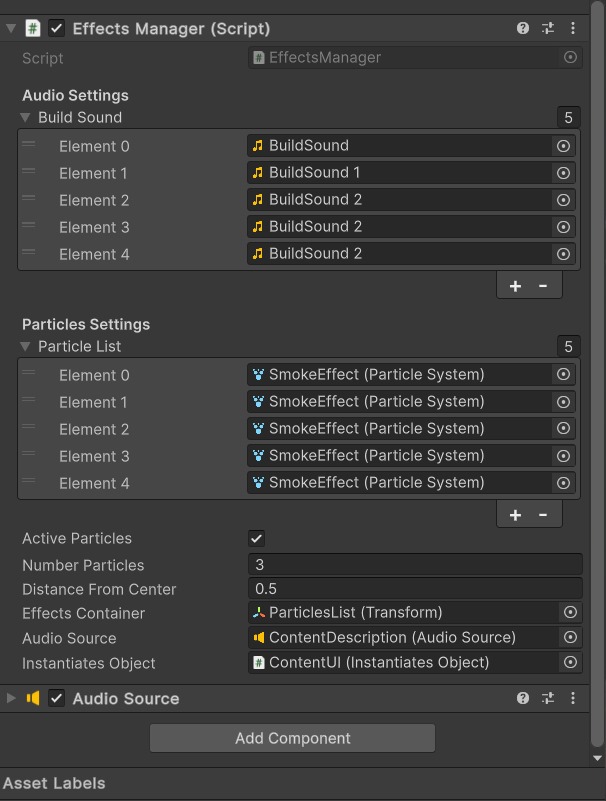 Effects Manager (Script)
Script EffectsManager
Audio Settings
Build Sound 5
Element 0 BuildSound
Element 1 BuildSound 1
Element 2 BuildSound 2
Element 3 BuildSound 2
Element 4 BuildSound 2
+ -
Particles Settings
Particle List 5
Element 0 SmokeEffect (Particle System)
Element 1 SmokeEffect (Particle System)
Element 2 SmokeEffect (Particle System)
Element 3 SmokeEffect (Particle System)
Element 4 SmokeEffect (Particle System)
+ -
Active Particles
Number Particles 3
Distance From Center 0.5
Effects Container ParticlesList (Transform)
Audio Source ContentDescription (Audio Source)
Instantiates Object ContentUI (Instantiates Object)
Audio Source
Add Component
Asset Labels